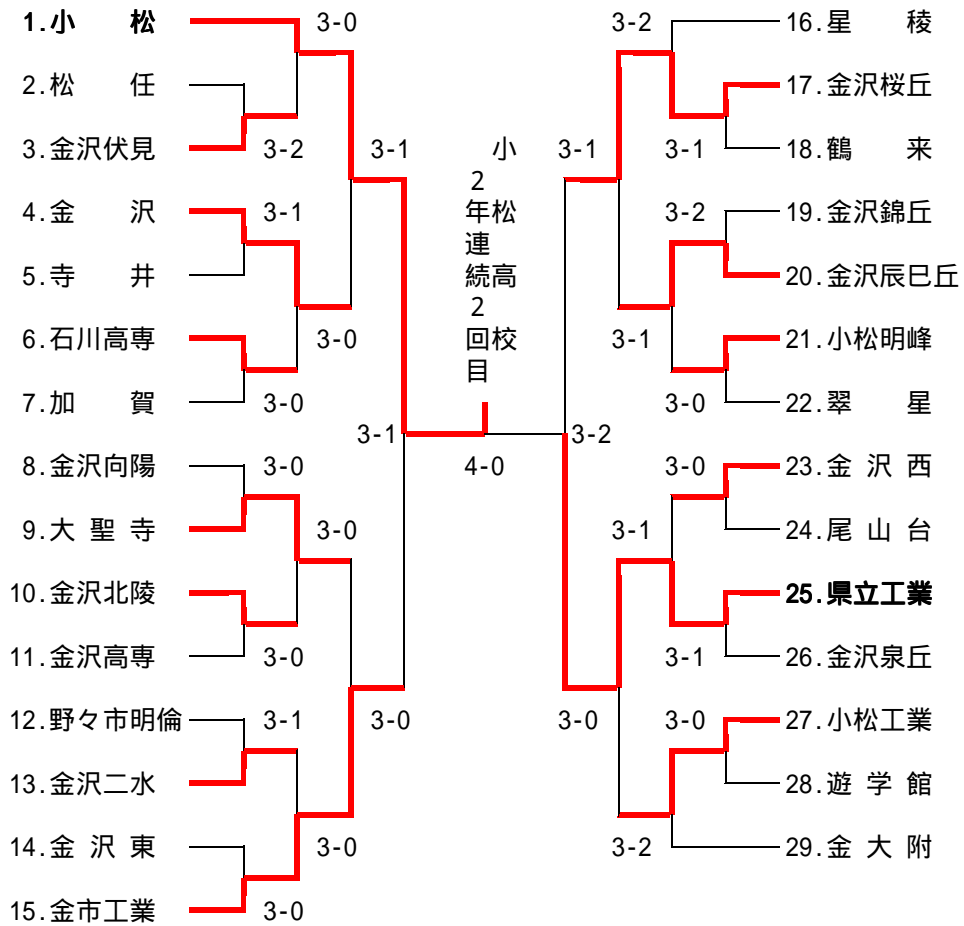 1.小 松
3-0
2.松 任
3.金沢伏見
3-2
3-1
4.金 沢
3-1
5.寺 井
6.石川高専
3-0
7.加 賀
3-0
3-1
8.金沢向陽
3-0
9.大 聖 寺
3-0
10.金沢北陵
11.金沢高専
3-0
12.野々市明倫
3-1
3-0
13.金沢二水
14.金 沢 東
3-0
15.金市工業
3-0
小松高校
2年連続2回目
4-0
3-2
16.星 稜
17.金沢桜丘
3-1
3-1
18.鶴 来
3-2
19.金沢錦丘
20.金沢辰巳丘
3-1
21.小松明峰
3-0
22.翠 星
3-2
3-0
23.金 沢 西
3-1
24.尾 山 台
25.県立工業
3-1
26.金沢泉丘
3-0
3-0
27.小松工業
28.遊 学 館
3-2
29.金 大 附